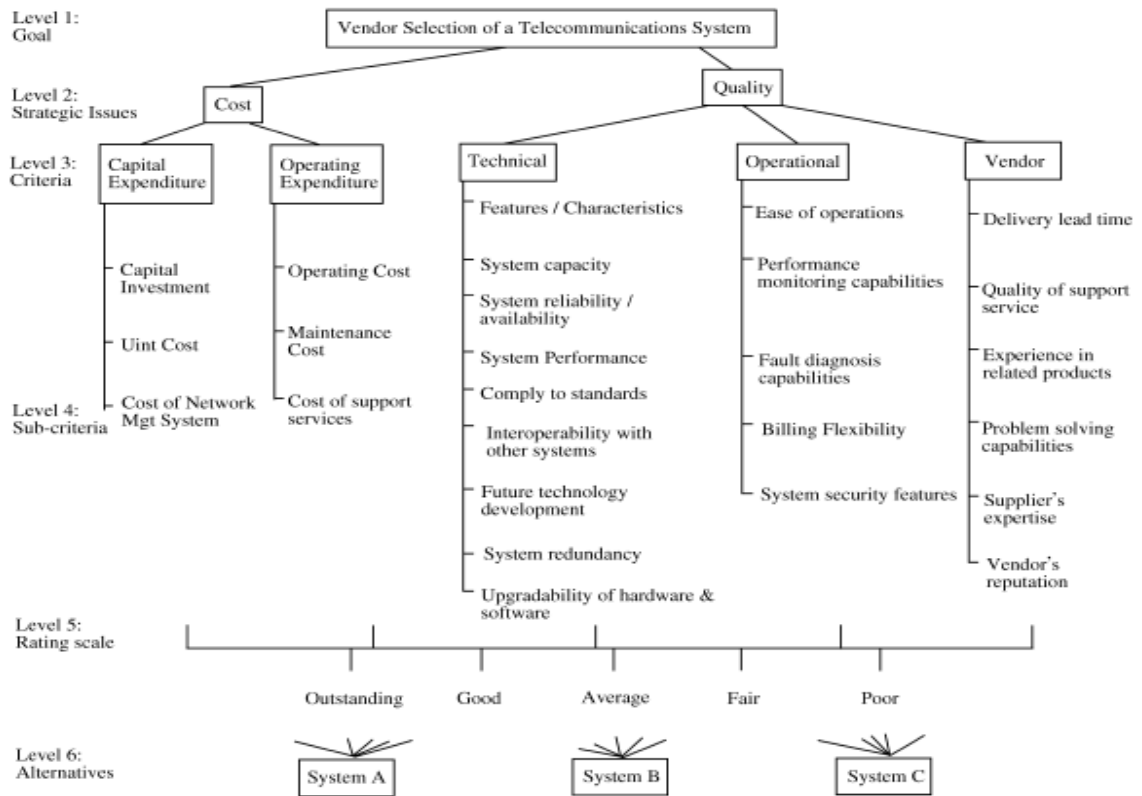 Level 1:
Goal
Vendor Selection of a Telecommunications System
Level 2:
Strategic Issues
Cost
Quality
Level 3:
Criteria
Capital
Expenditure
Operating
Expenditure
Technical
Operational
Vendor
Level 4:
Sub-criteria
Capital
Investment
Uint Cost
Cost of Network
Mgt System
Operating Cost
Maintenance
Cost
Cost of support
services
Features / Characteristics
System capacity
System reliability /
availability
System Performance
Comply to standards
Interoperability with
other systems
Future technology
development
System redundancy
Upgradability of hardware &
software
Ease of operations
Performance
monitoring capabilities
Fault diagnosis
capabilities
Billing Flexibility
System security features
Delivery lead time
Quality of support
service
Experience in
related products
Problem solving
capabilities
Supplier's
expertise
Vendor's
reputation
Level 5:
Rating scale
Outstanding
Good
Average
Fair
Poor
Level 6:
Alternatives
System A
System B
System C